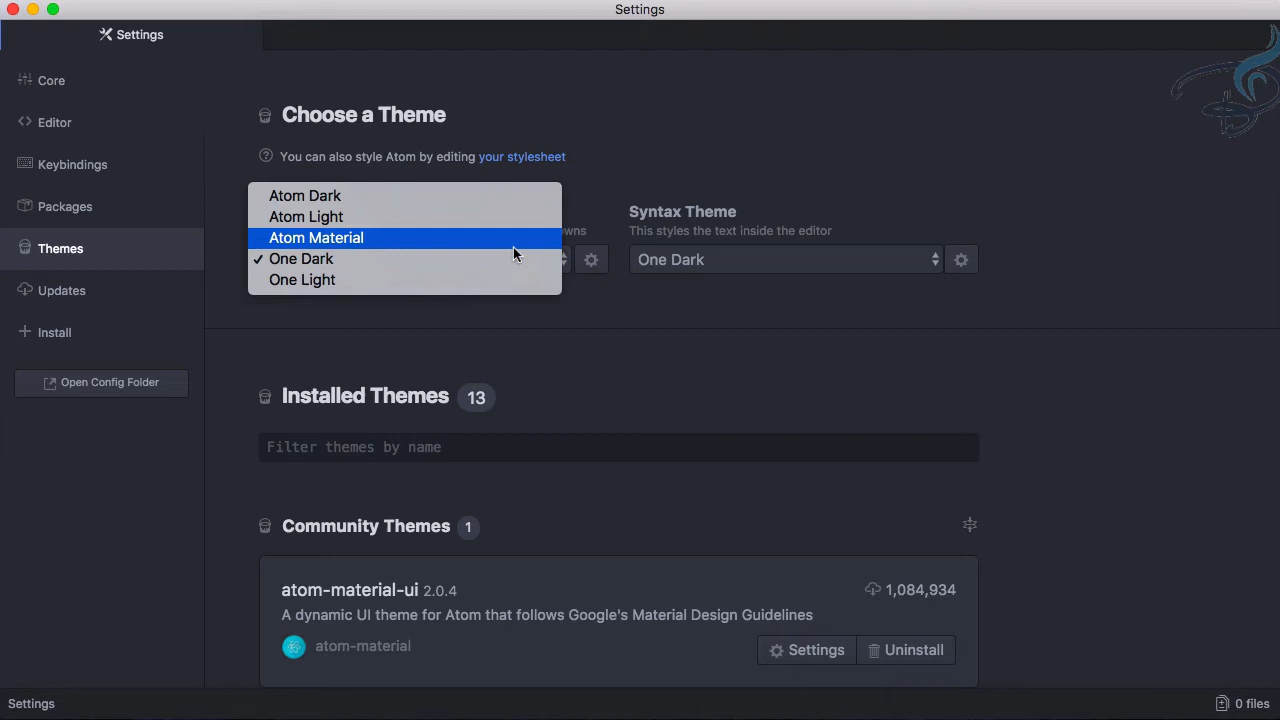 Settings
Settings
Core
Editor
Keybindings
Packages
Themes
Updates
Install
Open Config Folder
Choose a Theme
You can also style Atom by editing your stylesheet
Atom Dark
Atom Light
Atom Material
One Dark
One Light
Syntax Theme
This styles the text inside the editor
One Dark
Installed Themes 13
Filter themes by name
Community Themes 1
atom-material-ui 2.0.4
1,084,934
A dynamic UI theme for Atom that follows Google's Material Design Guidelines
atom-material
Settings
Uninstall
Settings
0 files